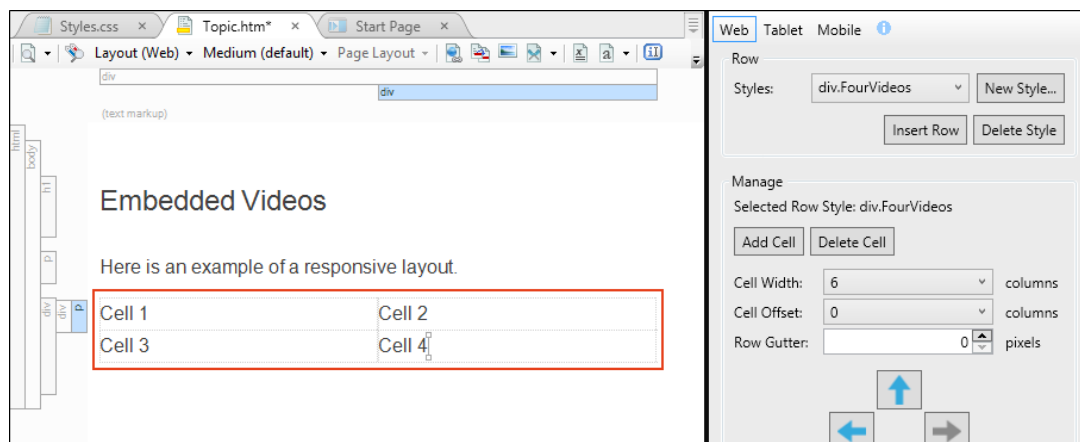 Styles.css × Topic.htm* × Start Page ×
Layout (Web) Medium (default) Page Layout
div
div
(text markup)
html
body
h1
Embedded Videos
p
Here is an example of a responsive layout.
div div p
Cell 1 Cell 2
Cell 3 Cell 4
Web Tablet Mobile
Row
Styles: div.FourVideos New Style...
Insert Row Delete Style
Manage
Selected Row Style: div.FourVideos
Add Cell Delete Cell
Cell Width: 6 columns
Cell Offset: 0 columns
Row Gutter: 0 pixels